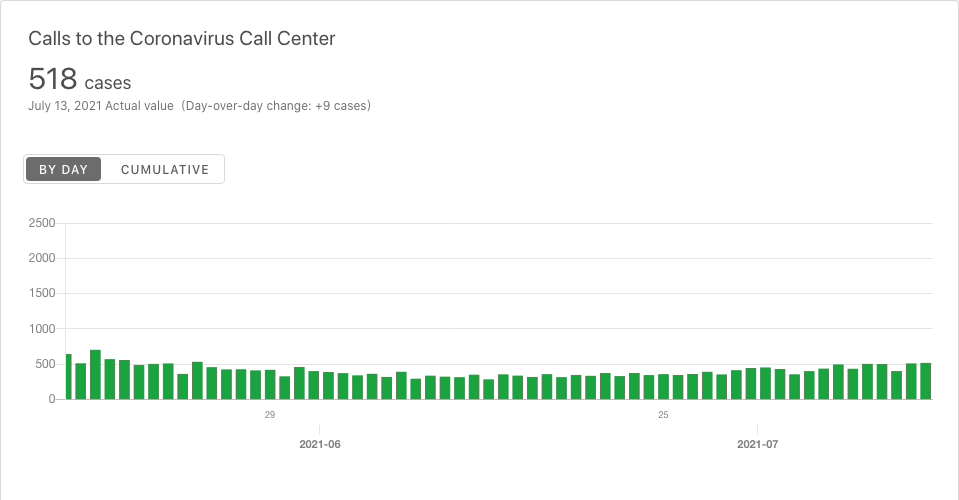 Calls to the Coronavirus Call Center
518 cases
July 13, 2021 Actual value (Day-over-day change: +9 cases)
BY DAY CUMULATIVE
2500
2000
1500
1000
500
0
29 25
2021-06 2021-07